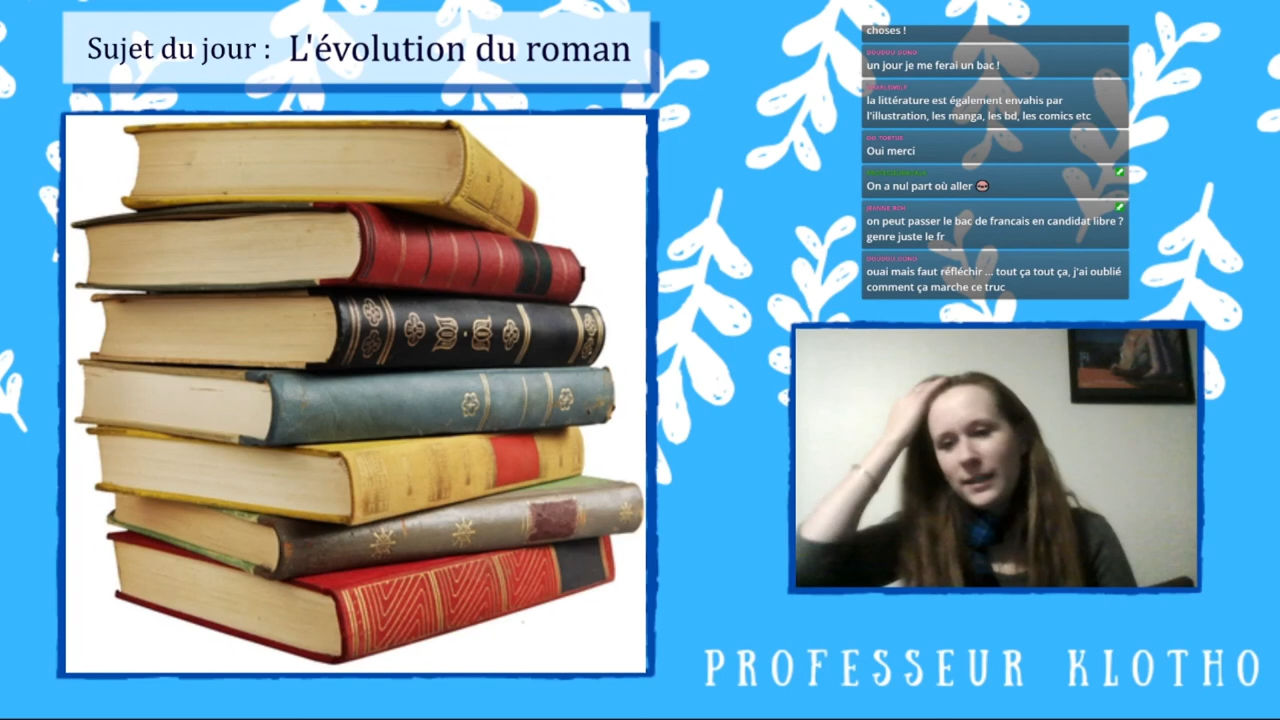 Sujet du jour : L'évolution du roman
choses !
un jour je me ferai un bac !
la littérature est également envahis par
l'illustration, les manga, les bd, les comics etc
Oui merci
On a nul part où aller
JEANNE RCH
on peut passer le bac de francais en candidat libre ?
genre juste le fr
ouai mais faut réfléchir ... tout ça tout ça, j'ai oublié
comment ça marche ce truc
PROFESSEUR KLOTHO